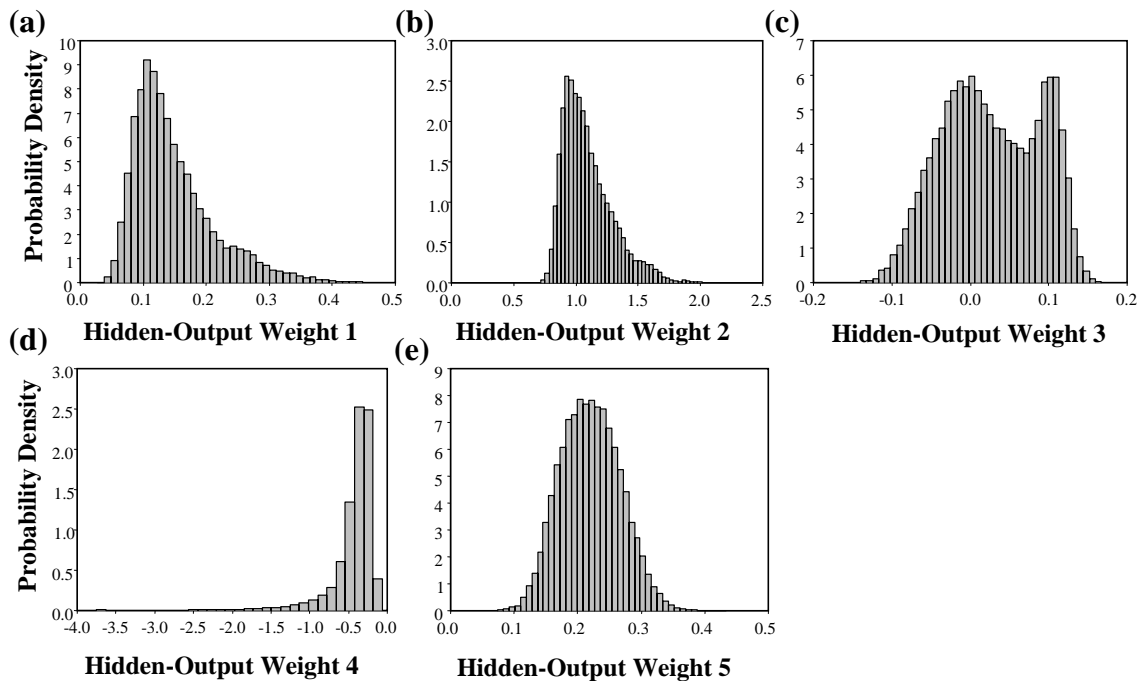 (a)
(b)
(c)
Probability Density
10
9
8
7
6
5
4
3
2
1
0
0.0 0.1 0.2 0.3 0.4 0.5
Hidden-Output Weight 1
3.0
2.5
2.0
1.5
1.0
0.5
0.0
0.0 0.5 1.0 1.5 2.0 2.5
Hidden-Output Weight 2
7
6
5
4
3
2
1
0
-0.2 -0.1 0.0 0.1 0.2
Hidden-Output Weight 3
(d)
(e)
Probability Density
3.0
2.5
2.0
1.5
1.0
0.5
0.0
-4.0 -3.5 -3.0 -2.5 -2.0 -1.5 -1.0 -0.5 0.0
Hidden-Output Weight 4
9
8
7
6
5
4
3
2
1
0
0.0 0.1 0.2 0.3 0.4 0.5
Hidden-Output Weight 5